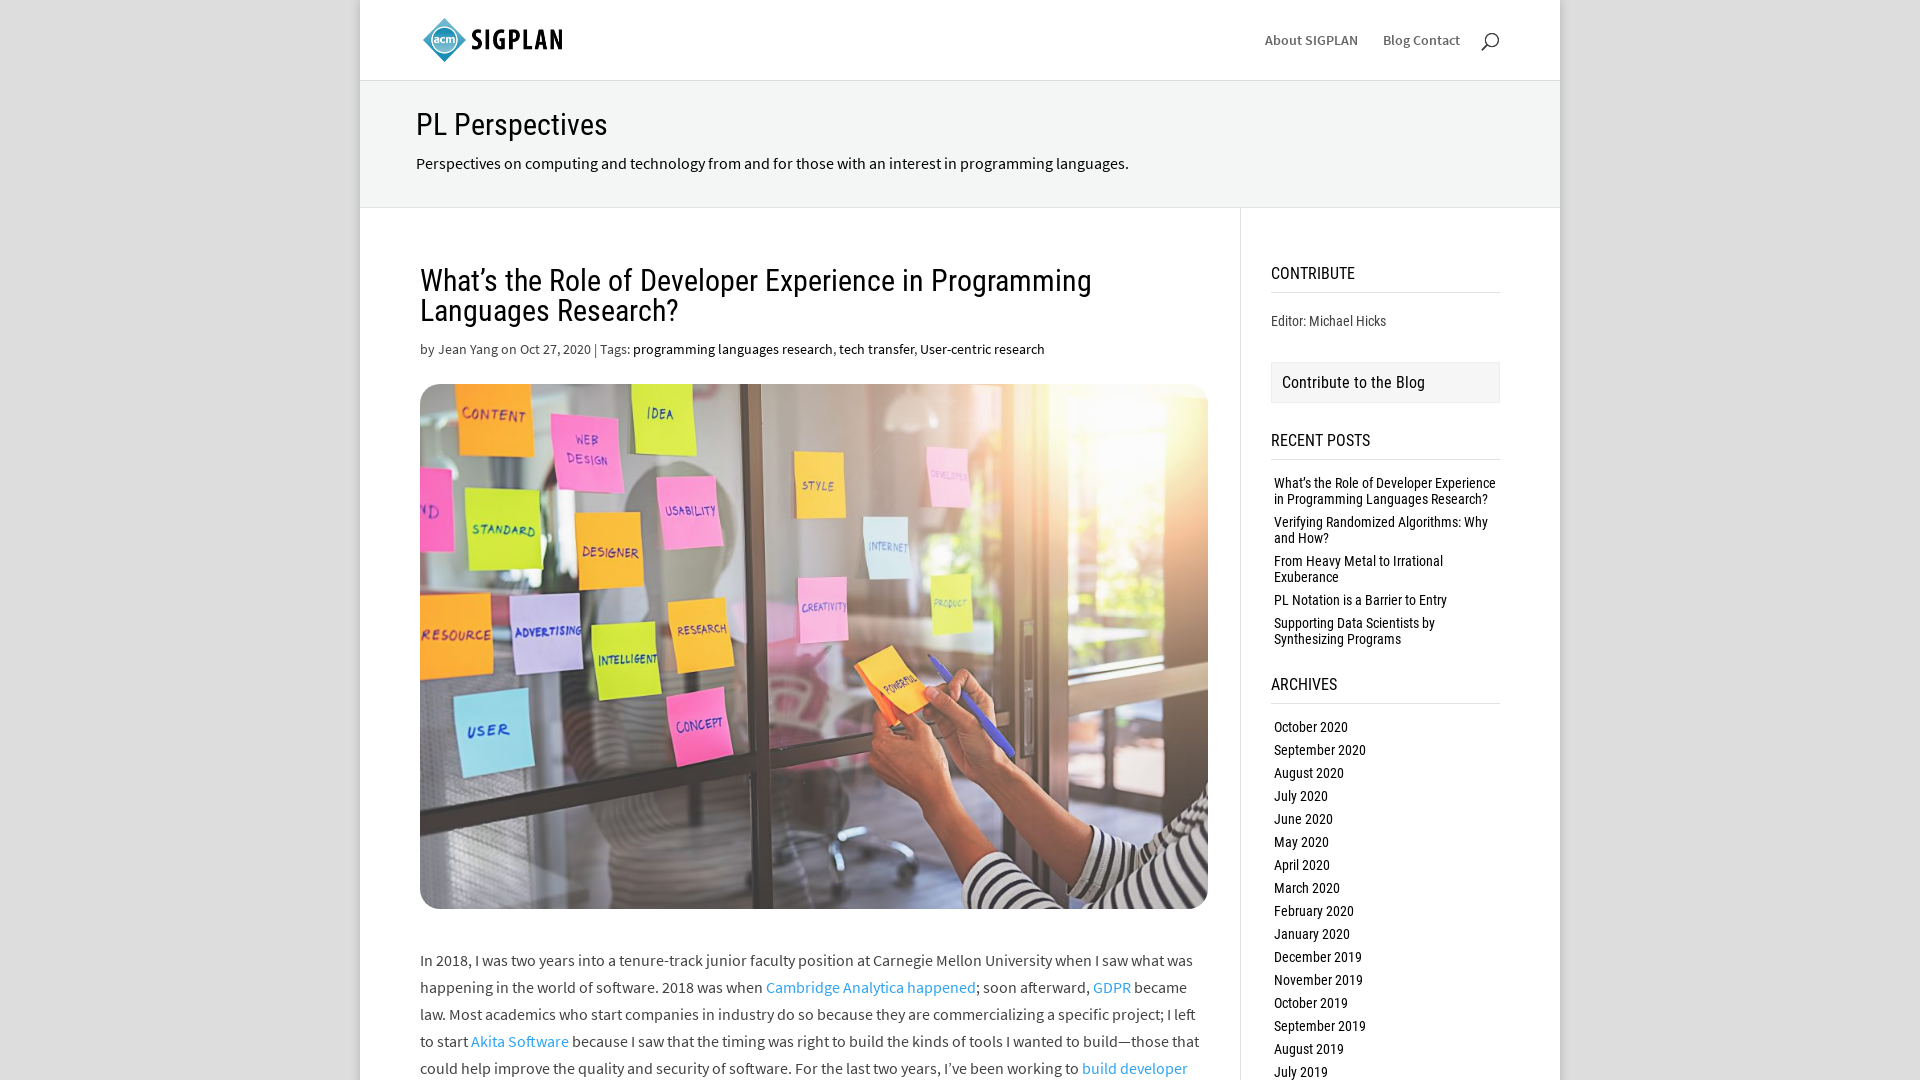 acm SIGPLAN
About SIGPLAN
Blog Contact
PL Perspectives
Perspectives on computing and technology from and for those with an interest in programming languages.
What’s the Role of Developer Experience in Programming
Languages Research?
by Jean Yang on Oct 27, 2020 | Tags: programming languages research, tech transfer, User-centric research
CONTENT
IDEA
WEB
DESIGN
STYLE
DEVELOPER
USABILITY
STANDARD
DESIGNER
INTERNET
CREATIVITY
PRODUCT
RESOURCE
ADVERTISING
RESEARCH
INTELLIGENT
POWERFUL
USER
CONCEPT
In 2018, I was two years into a tenure-track junior faculty position at Carnegie Mellon University when I saw what was
happening in the world of software. 2018 was when Cambridge Analytica happened; soon afterward, GDPR became
law. Most academics who start companies in industry do so because they are commercializing a specific project; I left
to start Akita Software because I saw that the timing was right to build the kinds of tools I wanted to build—those that
could help improve the quality and security of software. For the last two years, I’ve been working to build developer
CONTRIBUTE
Editor: Michael Hicks
Contribute to the Blog
RECENT POSTS
What’s the Role of Developer Experience
in Programming Languages Research?
Verifying Randomized Algorithms: Why
and How?
From Heavy Metal to Irrational
Exuberance
PL Notation is a Barrier to Entry
Supporting Data Scientists by
Synthesizing Programs
ARCHIVES
October 2020
September 2020
August 2020
July 2020
June 2020
May 2020
April 2020
March 2020
February 2020
January 2020
December 2019
November 2019
October 2019
September 2019
August 2019
July 2019